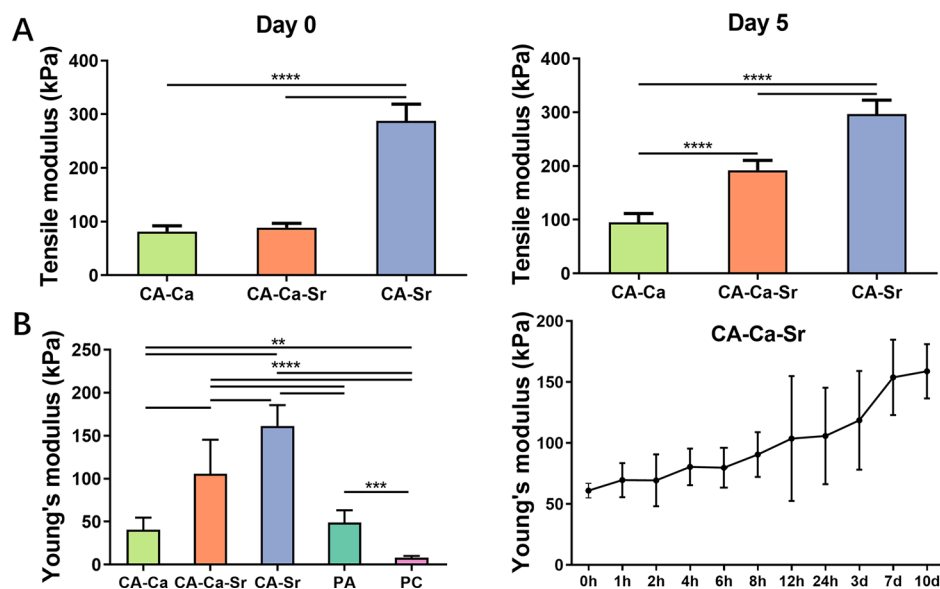 A
Day 0
Tensile modulus (kPa)
400
300
200
100
0
****
CA-Ca CA-Ca-Sr CA-Sr
Day 5
Tensile modulus (kPa)
400
300
200
100
0
****
****
CA-Ca CA-Ca-Sr CA-Sr
B
Young's modulus (kPa)
250
200
150
100
50
0
**
****
***
CA-Ca CA-Ca-Sr CA-Sr PA PC
CA-Ca-Sr
Young's modulus (kPa)
200
150
100
50
0
0h 1h 2h 4h 6h 8h 12h 24h 3d 7d 10d